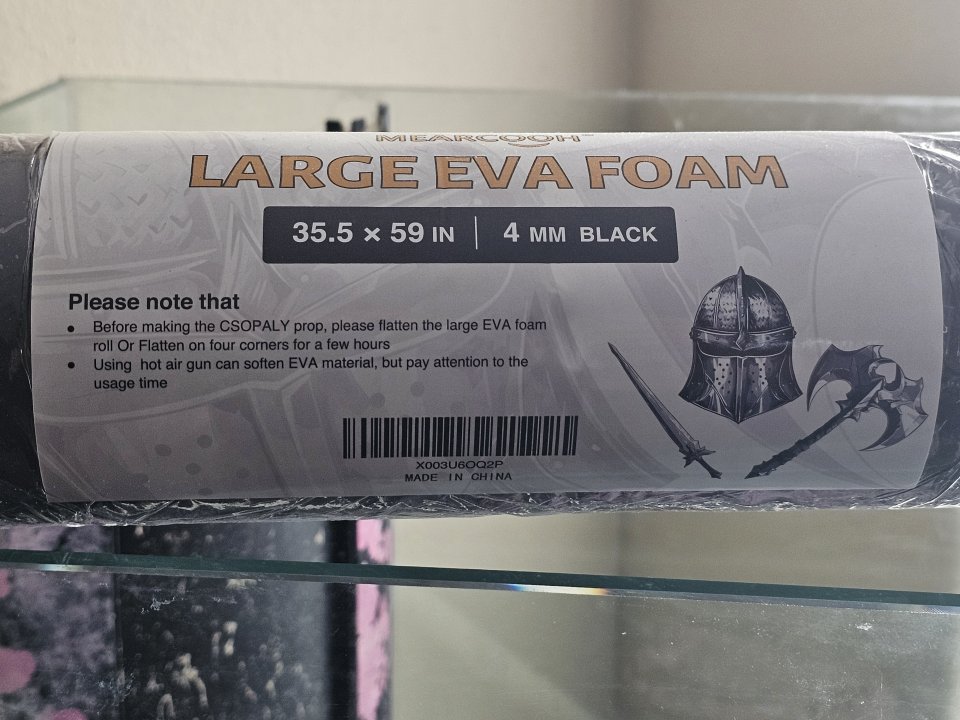 MEARCOOH
LARGE EVA FOAM
35.5 × 59 IN | 4 MM BLACK
Please note that
• Before making the CSOPALY prop, please flatten the large EVA foam
roll Or Flatten on four corners for a few hours
• Using hot air gun can soften EVA material, but pay attention to the
usage time
X003U6OQ2P
MADE IN CHINA